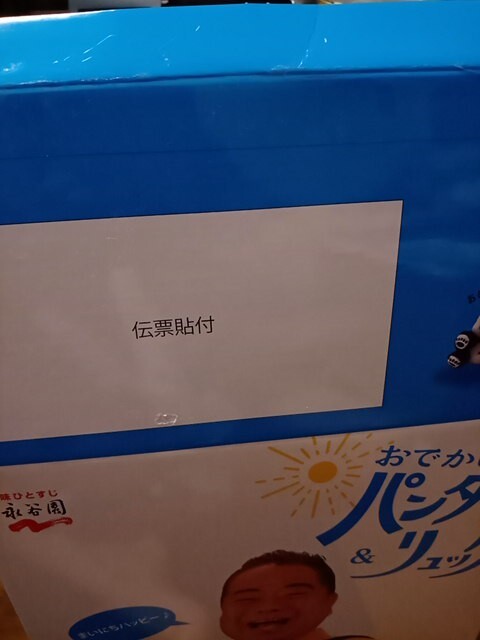 伝票貼付
味ひとすじ
永谷園
おでか
パンダ
&リュッ
まいにちハッピー♪